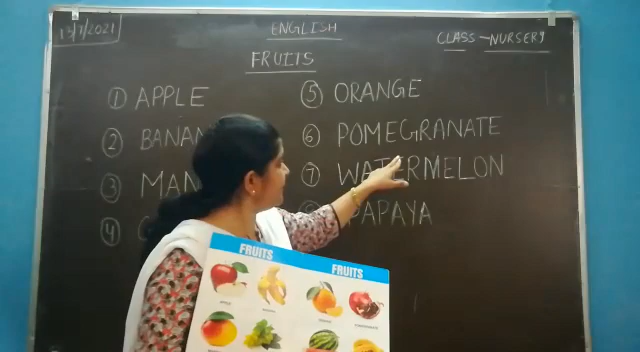 13/7/2021
ENGLISH
CLASS - NURSERY
FRUITS
① APPLE
② BANAN
③ MAN
④
⑤ ORANGE
⑥ POMEGRANATE
⑦ WATERMELON
PAPAYA
FRUITS
FRUITS
APPLE